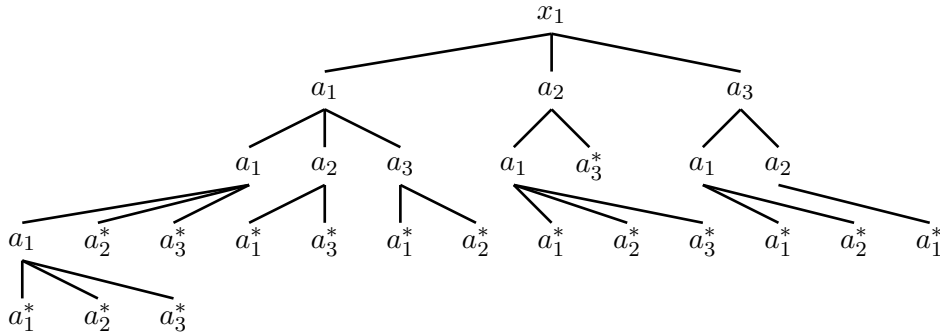 x₁
a₁ a₂ a₃
a₁ a₂ a₃ a₁ a₃* a₁ a₂
a₁ a₂* a₃* a₁* a₃* a₁* a₂* a₁* a₂* a₃* a₁* a₂* a₁*
a₁* a₂* a₃*